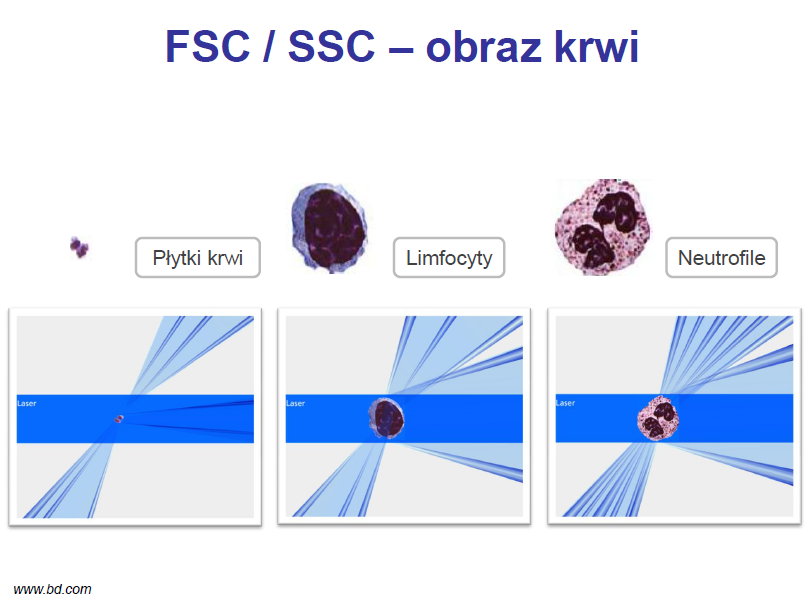 FSC / SSC – obraz krwi
Płytki krwi
Limfocyty
Neutrofile
Laser
Laser
Laser
www.bd.com